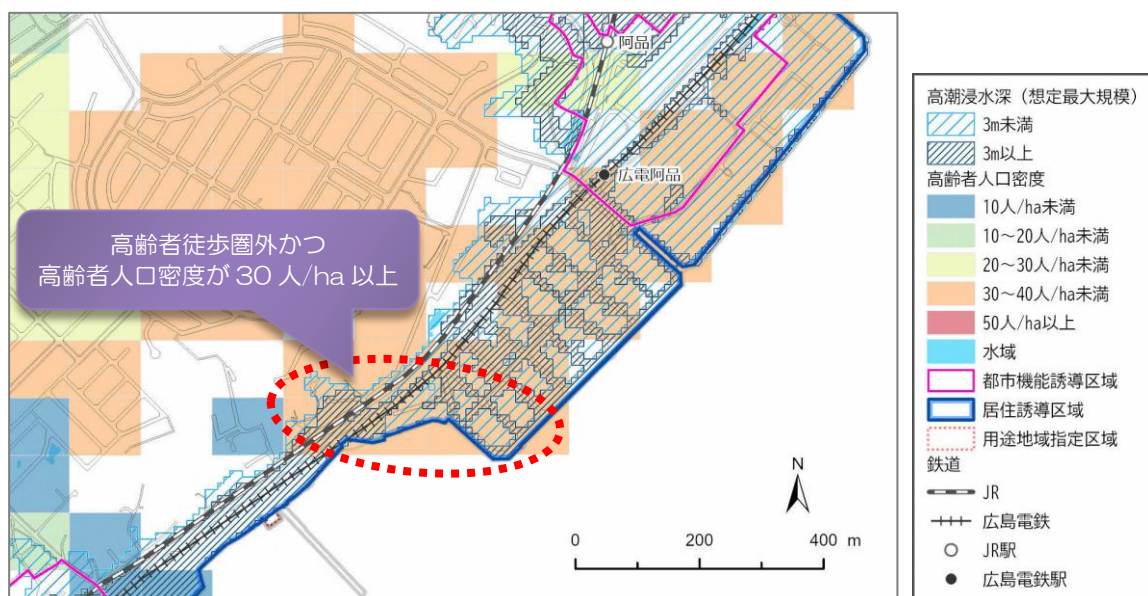 阿品
広電阿品
高齢者徒歩圏外かつ
高齢者人口密度が 30 人/ha 以上
N
0 200 400 m
高潮浸水深（想定最大規模）
3m未満
3m以上
高齢者人口密度
10人/ha未満
10～20人/ha未満
20～30人/ha未満
30～40人/ha未満
50人/ha以上
水域
都市機能誘導区域
居住誘導区域
用途地域指定区域
鉄道
JR
広島電鉄
JR駅
広島電鉄駅